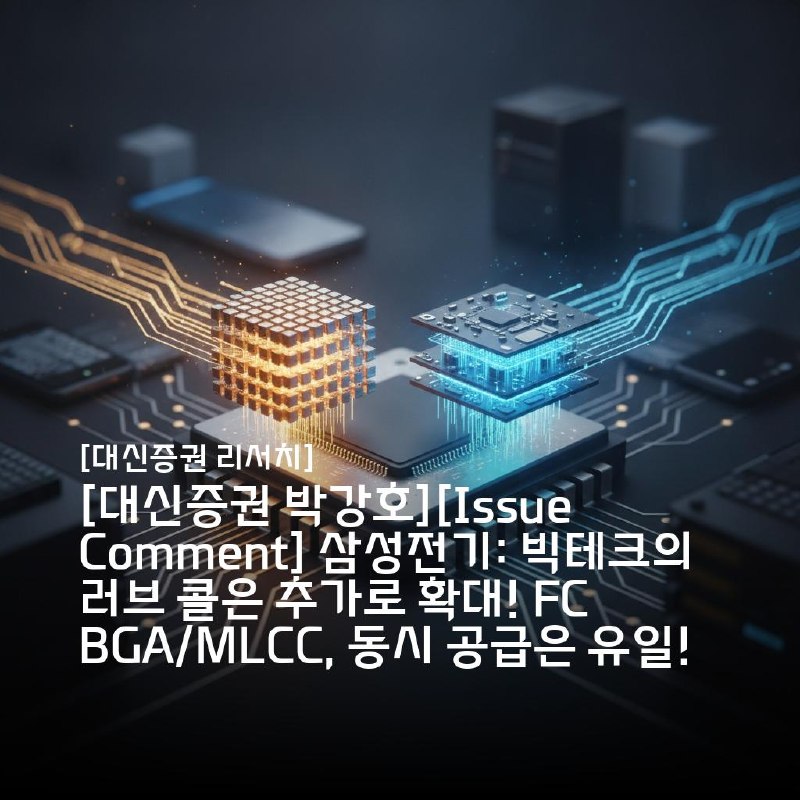 [대신증권 리서치]
[대신증권 박강호][Issue
Comment] 삼성전기: 빅테크의
러브 콜은 추가로 확대! FC
BGA/MLCC, 동시 공급은 유일!